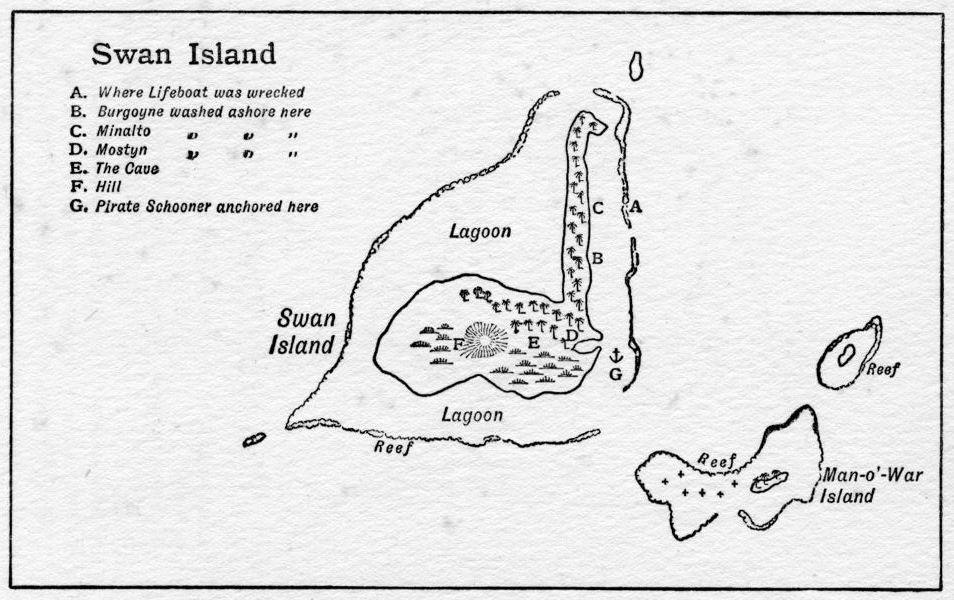 Swan Island
A. Where Lifeboat was wrecked
B. Burgoyne washed ashore here
C. Minalto " " "
D. Mostyn " " "
E. The Cave
F. Hill
G. Pirate Schooner anchored here
C
A
Lagoon
B
Swan
Island
F
E
D
G
Reef
Lagoon
Reef
Reef
Man-o'-War
Island